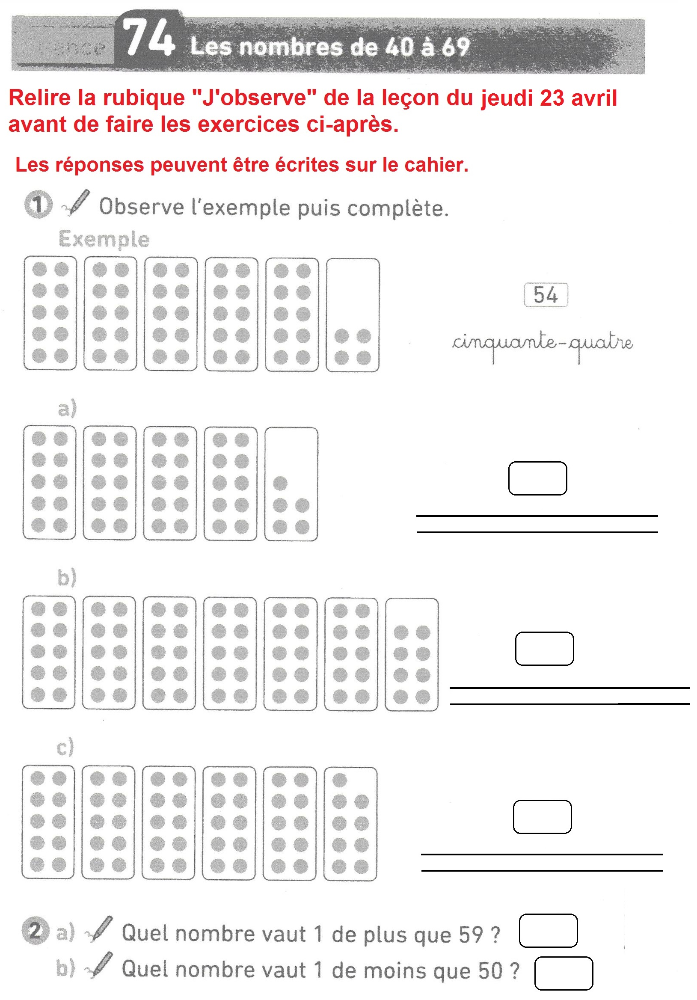 Séance 74 Les nombres de 40 à 69
Relire la rubique "J'observe" de la leçon du jeudi 23 avril
avant de faire les exercices ci-après.
Les réponses peuvent être écrites sur le cahier.
1 Observe l'exemple puis complète.
Exemple
54
cinquante-quatre
a)
b)
c)
2 a) Quel nombre vaut 1 de plus que 59 ?
b) Quel nombre vaut 1 de moins que 50 ?